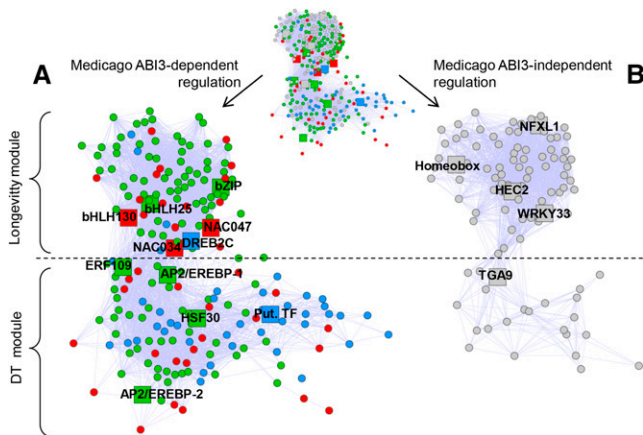 A
Medicago ABI3-dependent
regulation
Medicago ABI3-independent
regulation
B
Longevity module
DT module
bZIP
bHLH25
bHLH130
NAC047
NAC034
DREB2C
ERF109
AP2/EREBP-1
HSF30
Put. TF
AP2/EREBP-2
NFXL1
Homeobox
HEC2
WRKY33
TGA9